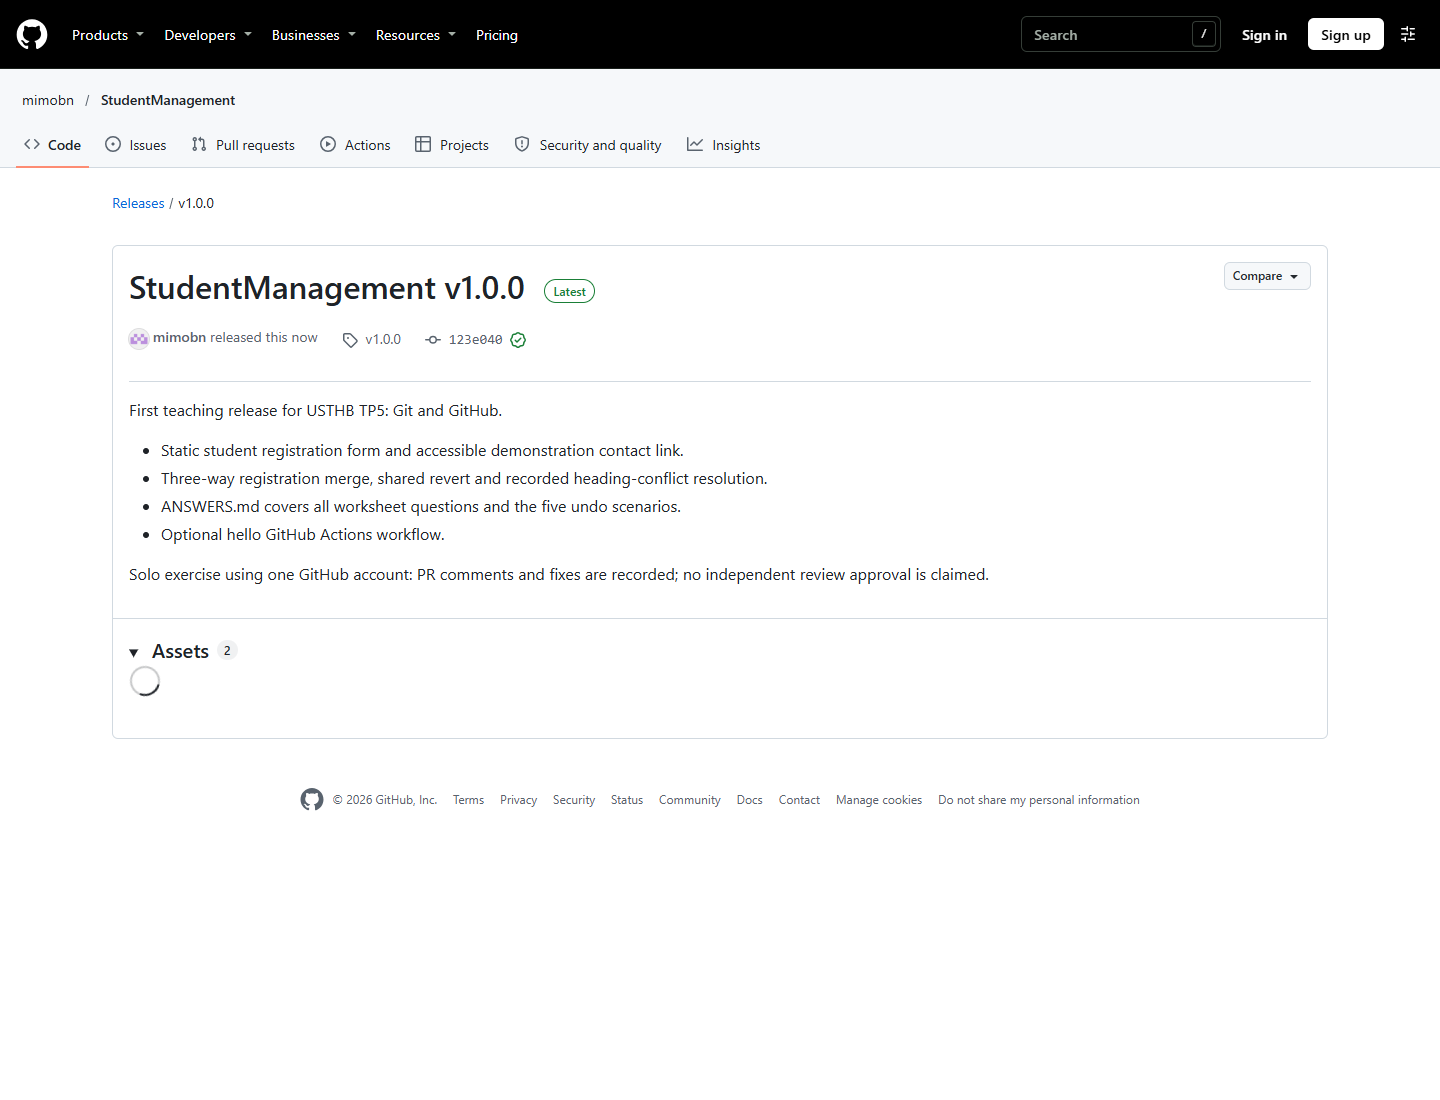 Products Developers Businesses Resources Pricing Search / Sign in Sign up
mimobn / StudentManagement
Code Issues Pull requests Actions Projects Security and quality Insights
Releases / v1.0.0
StudentManagement v1.0.0 Latest Compare
mimobn released this now v1.0.0 123e040
First teaching release for USTHB TP5: Git and GitHub.
• Static student registration form and accessible demonstration contact link.
• Three-way registration merge, shared revert and recorded heading-conflict resolution.
• ANSWERS.md covers all worksheet questions and the five undo scenarios.
• Optional hello GitHub Actions workflow.
Solo exercise using one GitHub account: PR comments and fixes are recorded; no independent review approval is claimed.
Assets 2
© 2026 GitHub, Inc. Terms Privacy Security Status Community Docs Contact Manage cookies Do not share my personal information